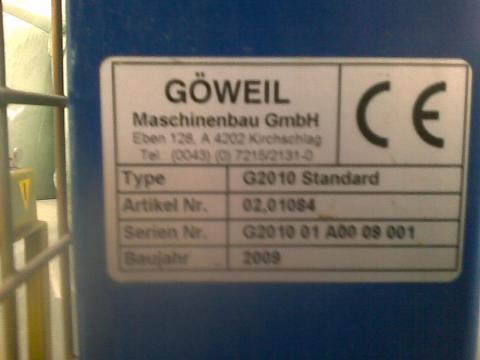 GÖWEIL
Maschinenbau GmbH
Eben 128, A 4202 Kirchschlag
Tel.: (0043) (0) 7215/2131-0
CE
Type G2010 Standard
Artikel Nr. 02,01084
Serien Nr. G2010 01 A00 09 001
Baujahr 2009